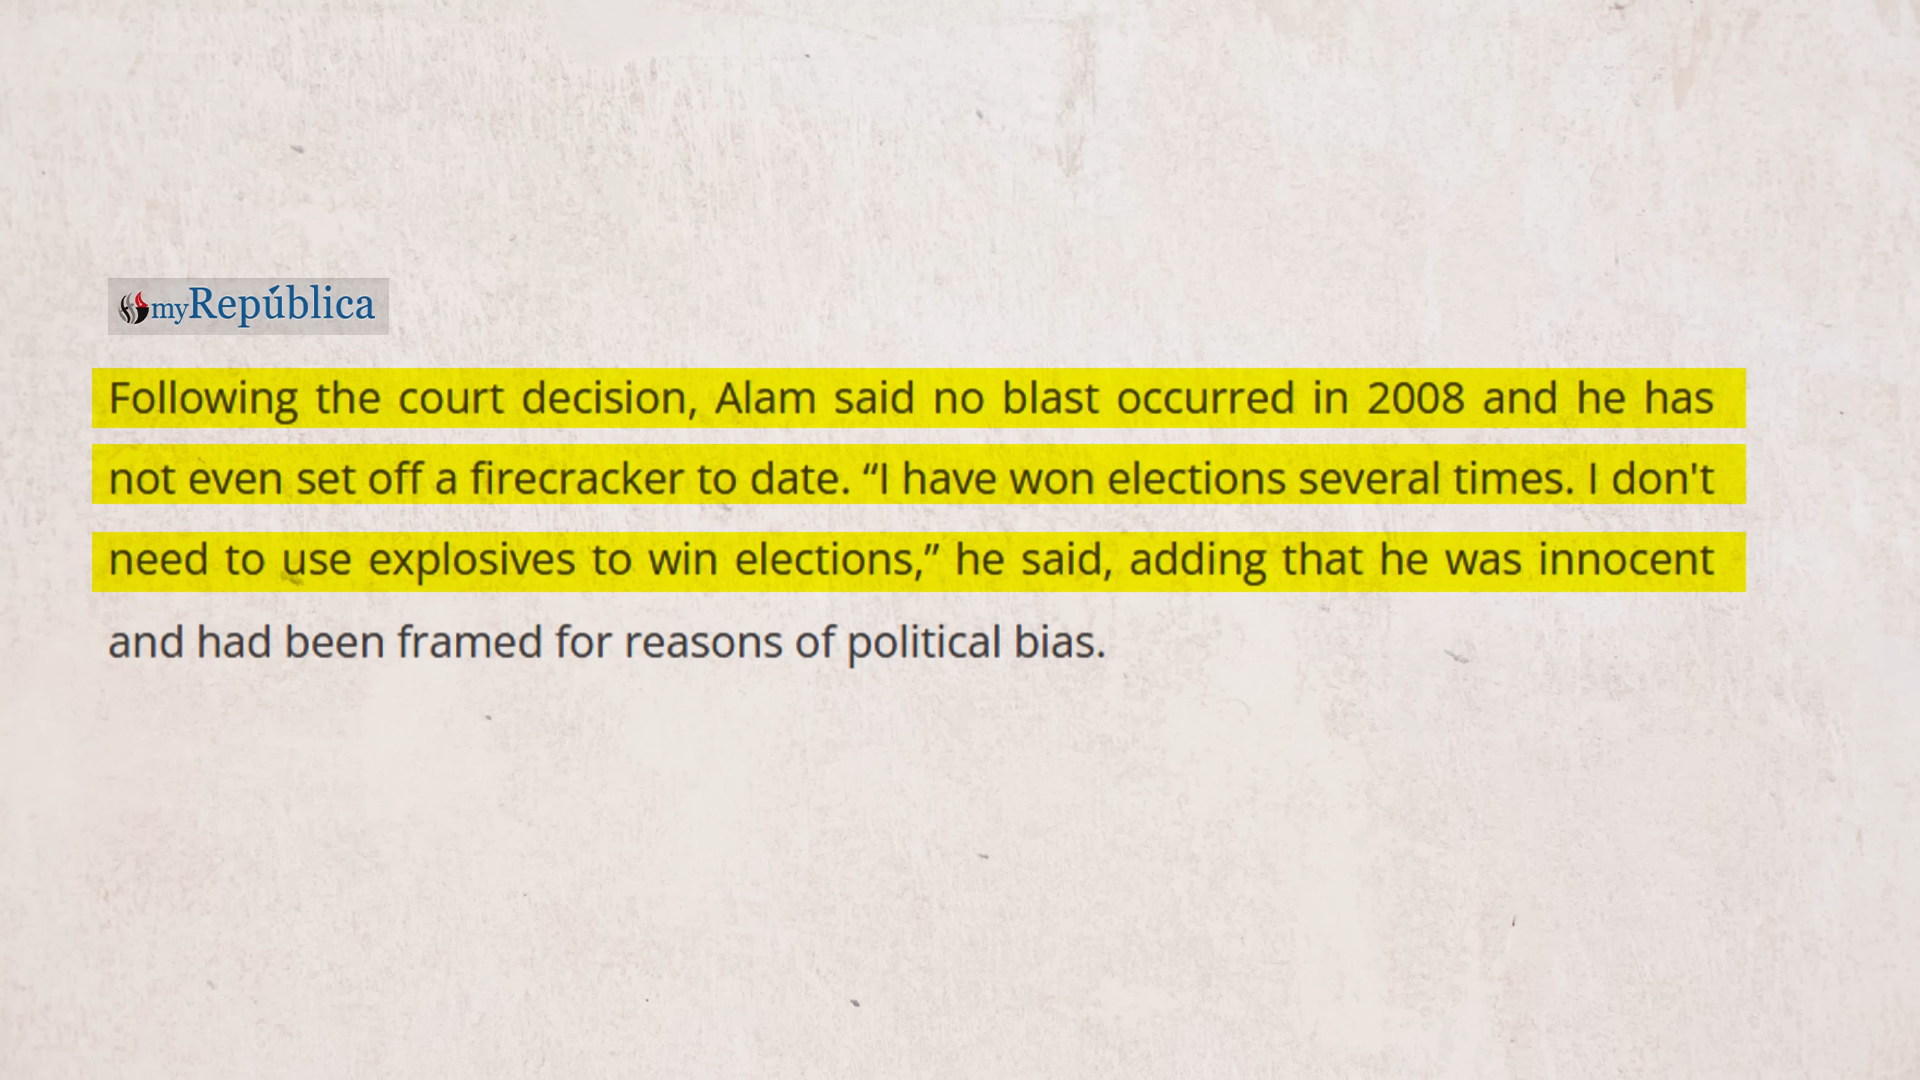 myRepública
Following the court decision, Alam said no blast occurred in 2008 and he has
not even set off a firecracker to date. “I have won elections several times. I don't
need to use explosives to win elections,” he said, adding that he was innocent
and had been framed for reasons of political bias.